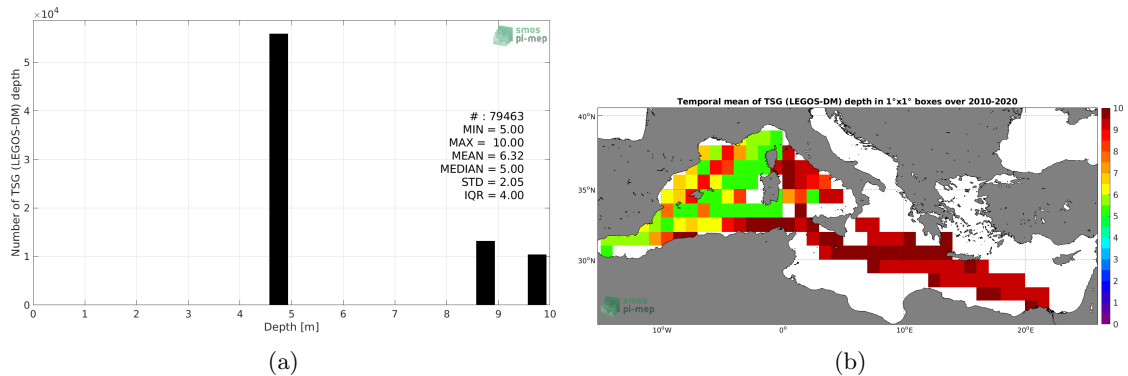 ×10⁴
smos
pi-mep
5
4
3
2
1
0
Number of TSG (LEGOS-DM) depth
# : 79463
MIN = 5.00
MAX = 10.00
MEAN = 6.32
MEDIAN = 5.00
STD = 2.05
IQR = 4.00
0 1 2 3 4 5 6 7 8 9 10
Depth [m]
(a)
Temporal mean of TSG (LEGOS-DM) depth in 1°x1° boxes over 2010-2020
40°N
35°N
30°N
10°W
0°
10°E
20°E
smos
pi-mep
10
9
8
7
6
5
4
3
2
1
0
(b)